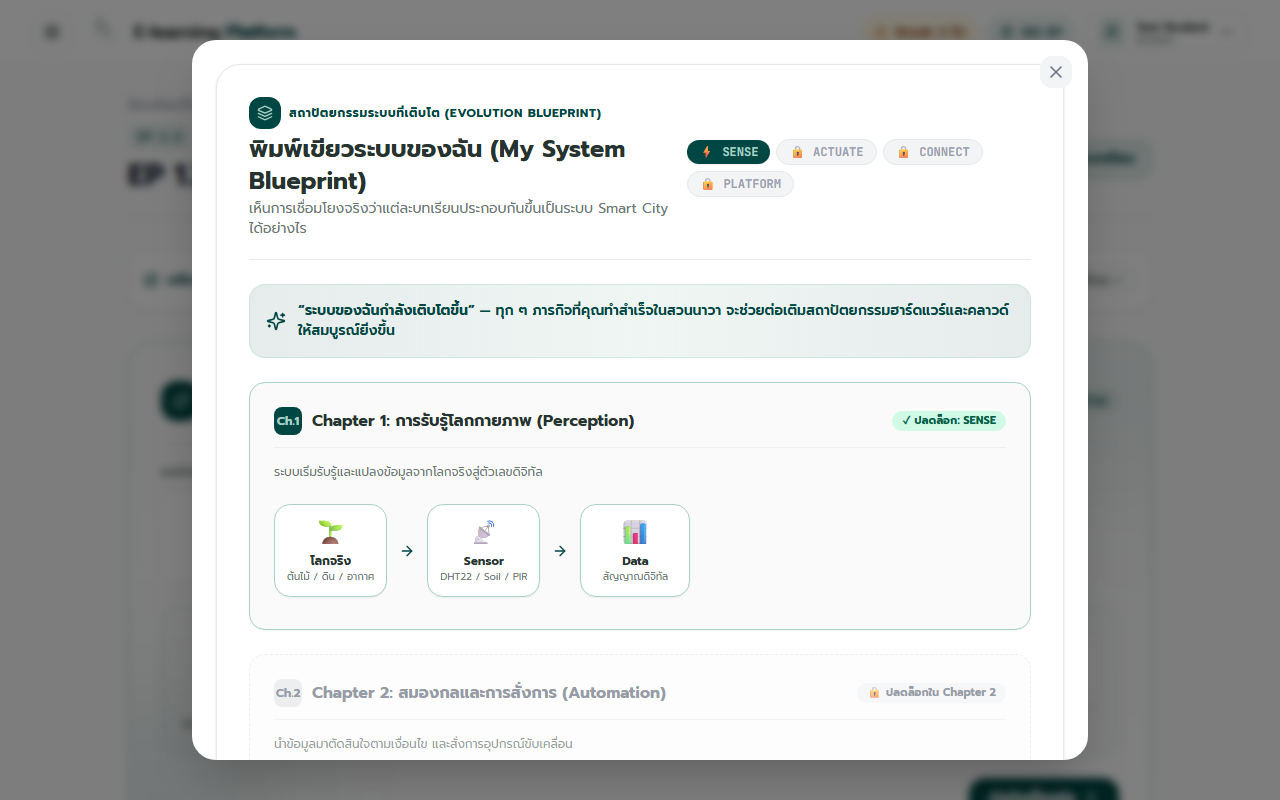 สถาปัตยกรรมระบบที่เติบโต (EVOLUTION BLUEPRINT)
พิมพ์เขียวระบบของฉัน (My System
Blueprint)
เห็นการเชื่อมโยงจริงว่าแต่ละบทเรียนประกอบกันขึ้นเป็นระบบ Smart City
ได้อย่างไร
SENSE
ACTUATE
CONNECT
PLATFORM
“ระบบของฉันกำลังเติบโตขึ้น” — ทุก ๆ ภารกิจที่คุณทำสำเร็จในสวนนาวา จะช่วยต่อเติมสถาปัตยกรรมฮาร์ดแวร์และคลาวด์
ให้สมบูรณ์ยิ่งขึ้น
Ch.1 Chapter 1: การรับรู้โลกกายภาพ (Perception)
✓ ปลดล็อก: SENSE
ระบบเริ่มรับรู้และแปลงข้อมูลจากโลกจริงสู่ตัวเลขดิจิทัล
โลกจริง
ต้นไม้ / ดิน / อากาศ
→
Sensor
DHT22 / Soil / PIR
→
Data
สัญญาณดิจิทัล
Ch.2 Chapter 2: สมองกลและการสั่งการ (Automation)
ปลดล็อกใน Chapter 2
นำข้อมูลมาตัดสินใจตามเงื่อนไข และสั่งการอุปกรณ์ขับเคลื่อน